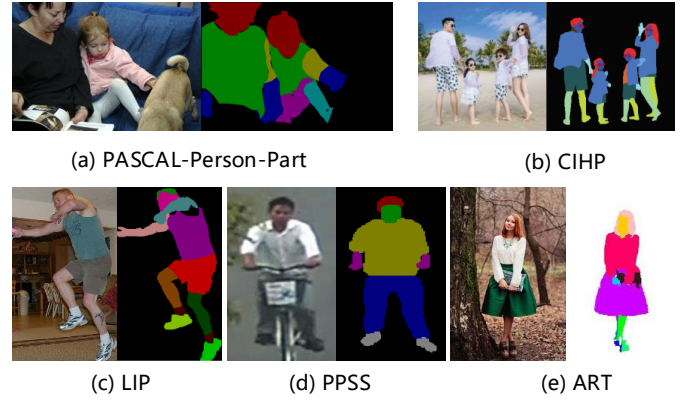 (a) PASCAL-Person-Part
(b) CIHP
(c) LIP
(d) PPSS
(e) ART